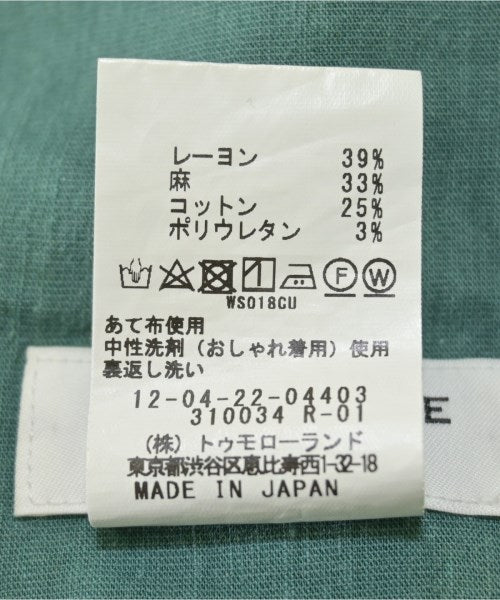 レーヨン 39%
麻 33%
コットン 25%
ポリウレタン 3%
F W
WS018CU
あて布使用
中性洗剤(おしゃれ着用)使用
裏返し洗い
12-04-22-04403
310034 R-01
(株)トゥモローランド
東京都渋谷区恵比寿西1-32-18
MADE IN JAPAN
E